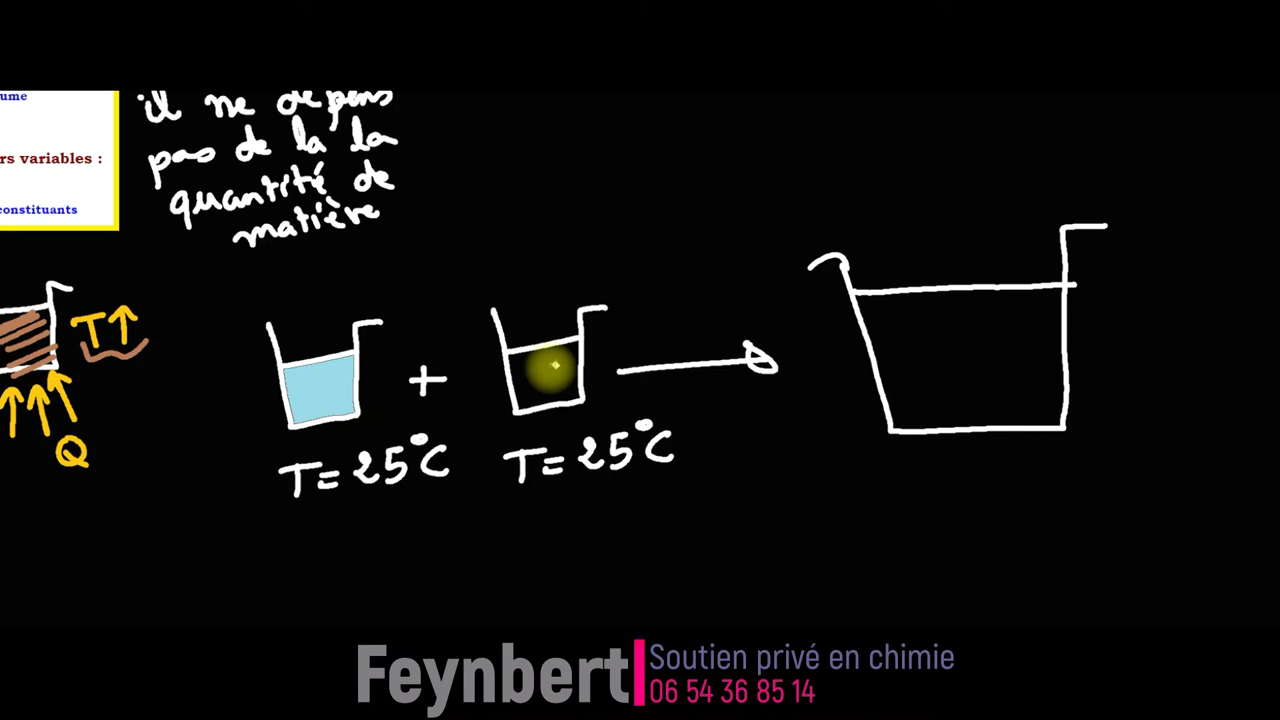 ume
rs variables :
constituants
il ne dépens
pas de la la
quantité de
matière
T↑
Q
+
T=25°C
T=25°C
Feynbert
Soutien privé en chimie
06 54 36 85 14